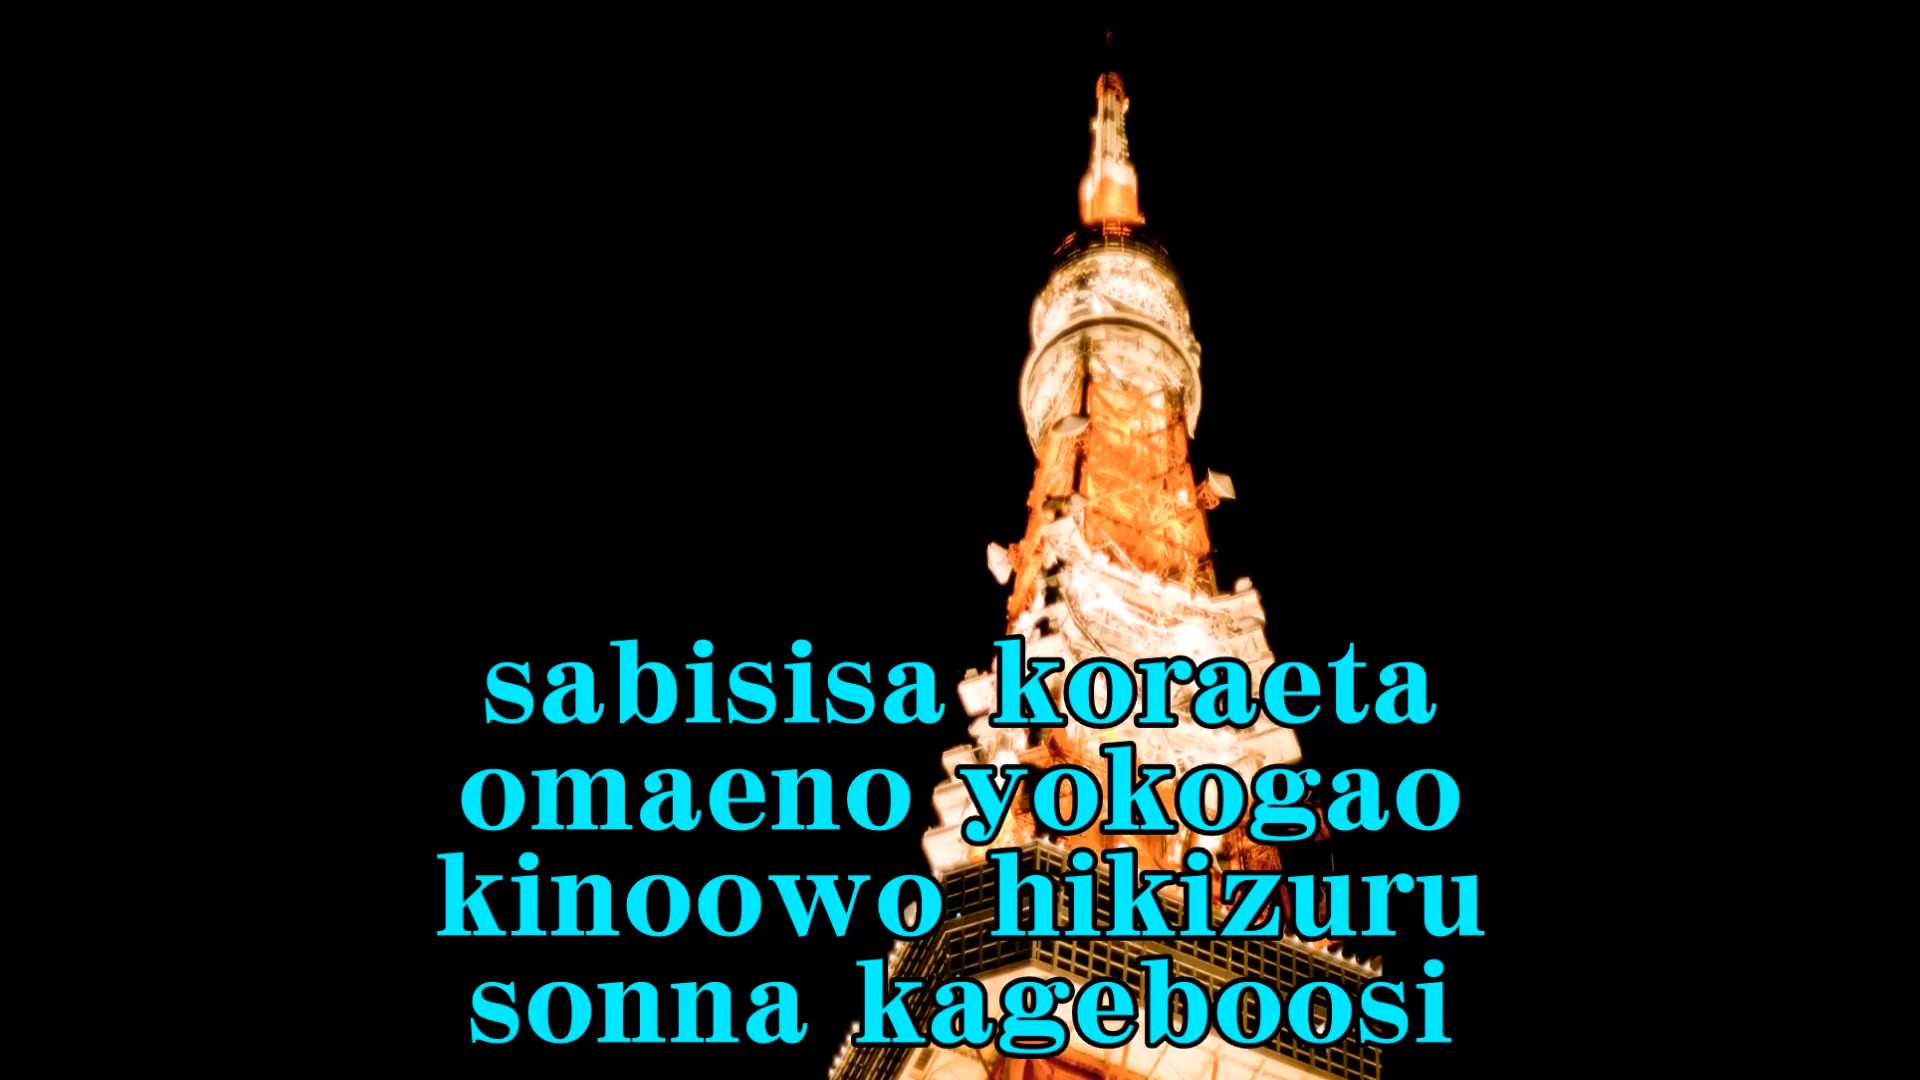 sabisisa koraeta
omaeno yokogao
kinoowo hikizuru
sonna kageboosi